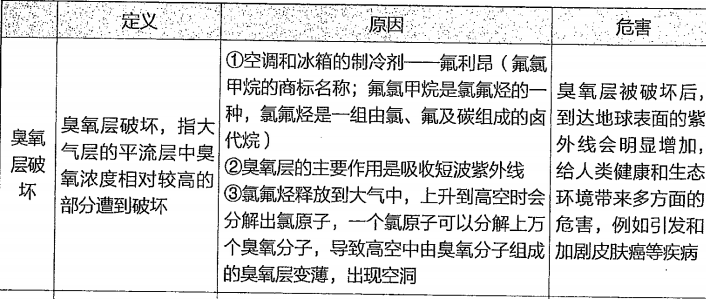 定义
原因
危害
臭氧
层破
坏
臭氧层破坏，指大
气层的平流层中臭
氧浓度相对较高的
部分遭到破坏
①空调和冰箱的制冷剂——氟利昂（氟氯
甲烷的商标名称；氟氯甲烷是氯氟烃的一
种，氯氟烃是一组由氯、氟及碳组成的卤
代烷）
②臭氧层的主要作用是吸收短波紫外线
③氯氟烃释放到大气中，上升到高空时会
分解出氯原子，一个氯原子可以分解上万
个臭氧分子，导致高空中由臭氧分子组成
的臭氧层变薄，出现空洞
臭氧层被破坏后，
到达地球表面的紫
外线会明显增加，
给人类健康和生态
环境带来多方面的
危害，例如引发和
加剧皮肤癌等疾病